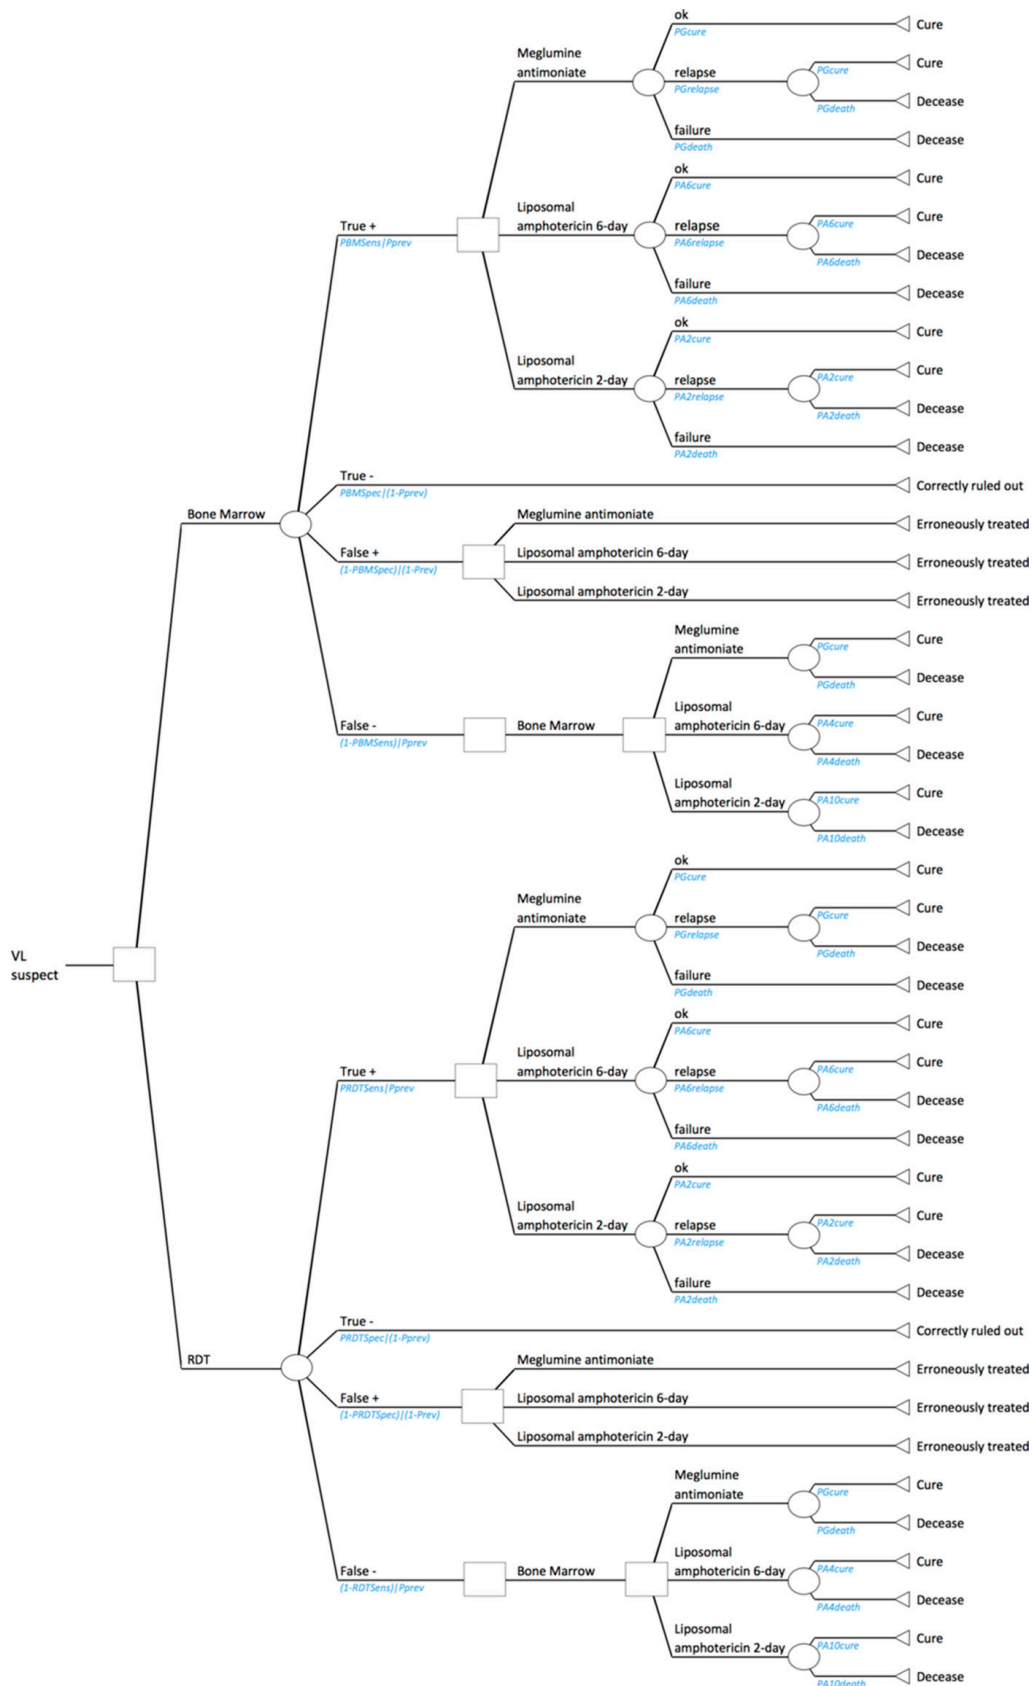 ok
PGcure
Cure
Meglumine
antimoniate
relapse
PGrelapse
PGcure
Cure
PGdeath
Decease
failure
PGdeath
Decease
ok
PA6cure
Cure
True +
PBMSens|Pprev
Liposomal
amphotericin 6-day
relapse
PA6relapse
PA6cure
Cure
PA6death
Decease
failure
PA6death
Decease
ok
PA2cure
Cure
Liposomal
amphotericin 2-day
relapse
PA2relapse
PA2cure
Cure
PA2death
Decease
failure
PA2death
Decease
True -
PBMSpec|(1-Pprev)
Correctly ruled out
Bone Marrow
Meglumine antimoniate
Erroneously treated
False +
(1-PBMSpec)|(1-Prev)
Liposomal amphotericin 6-day
Erroneously treated
Liposomal amphotericin 2-day
Erroneously treated
Meglumine
antimoniate
PGcure
Cure
PGdeath
Decease
False -
(1-PBMSens)|Pprev
Bone Marrow
Liposomal
amphotericin 6-day
PA4cure
Cure
PA4death
Decease
Liposomal
amphotericin 2-day
PA10cure
Cure
PA10death
Decease
VL
suspect
ok
PGcure
Cure
Meglumine
antimoniate
relapse
PGrelapse
PGcure
Cure
PGdeath
Decease
failure
PGdeath
Decease
ok
PA6cure
Cure
True +
PRDTSens|Pprev
Liposomal
amphotericin 6-day
relapse
PA6relapse
PA6cure
Cure
PA6death
Decease
failure
PA6death
Decease
ok
PA2cure
Cure
Liposomal
amphotericin 2-day
relapse
PA2relapse
PA2cure
Cure
PA2death
Decease
failure
PA2death
Decease
True -
PRDTSpec|(1-Pprev)
Correctly ruled out
RDT
Meglumine antimoniate
Erroneously treated
False +
(1-PRDTSpec)|(1-Prev)
Liposomal amphotericin 6-day
Erroneously treated
Liposomal amphotericin 2-day
Erroneously treated
Meglumine
antimoniate
PGcure
Cure
PGdeath
Decease
False -
(1-RDTSens)|Pprev
Bone Marrow
Liposomal
amphotericin 6-day
PA4cure
Cure
PA4death
Decease
Liposomal
amphotericin 2-day
PA10cure
Cure
PA10death
Decease